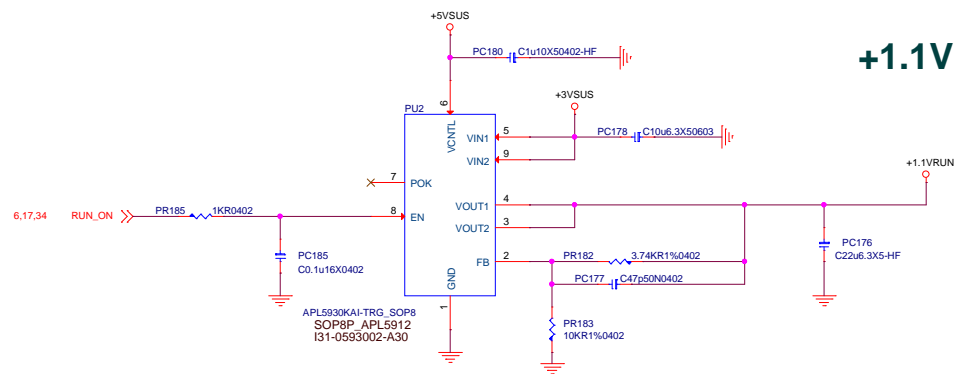 +5VSUS
PC180 C1u10X50402-HF
+1.1V
+3VSUS
6
PU2
VCNTL
VIN1 5
PC178 C10u6.3X50603
VIN2 9
7 POK
+1.1VRUN
6,17,34 RUN_ON PR185 1KR0402 8 EN
VOUT1 4
VOUT2 3
PC176
C22u6.3X5-HF
PC185
C0.1u16X0402
FB 2 PR182 3.74KR1%0402
PC177 C47p50N0402
GND
1
APL5930KAI-TRG_SOP8
SOP8P_APL5912
I31-0593002-A30
PR183
10KR1%0402